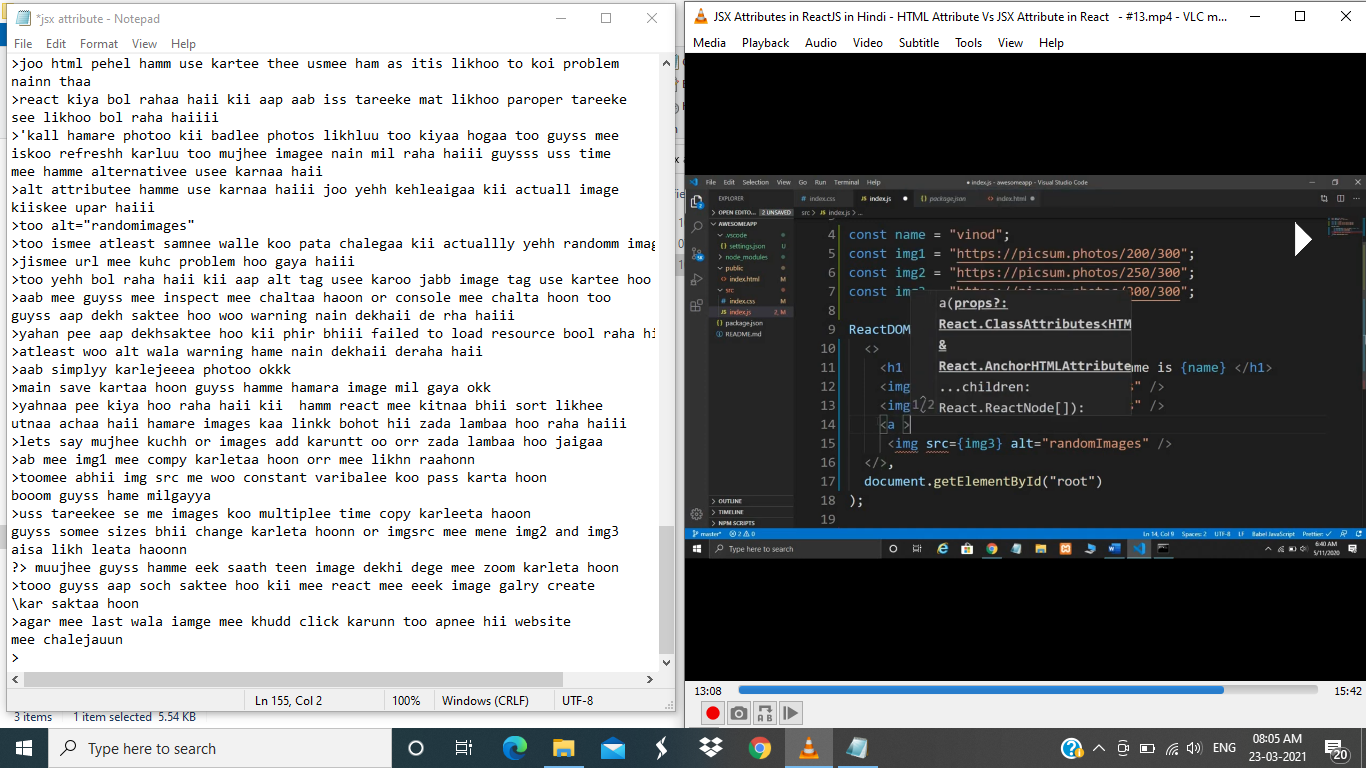 *jsx attribute - Notepad
File Edit Format View Help
>joo html pehel hamm use kartee thee usmee ham as itis likhoo to koi problem
nainn thaa
>react kiya bol rahaa haii kii aap aab iss tareeke mat likhoo paroper tareeke
see likhoo bol raha haiiii
>'kall hamare photoo kii badlee photos likhluu too kiyaa hogaa too guyss mee
iskoo refreshh karluu too mujhee imagee nain mil raha haiii guysss uss time
mee hamme alternativee usee karnaa haii
>alt attributee hamme use karnaa haiii joo yehh kehleaigaa kii actuall image
kiiskee upar haiii
>too alt="randomimages"
>too ismee atleast samnee walle koo pata chalegaa kii actuallly yehh randomm imag
>jismee url mee kuhc problem hoo gaya haiii
>too yehh bol raha haii kii aap alt tag usee karoo jabb image tag use kartee hoo
>aab mee guyss mee inspect mee chaltaa haoon or console mee chalta hoon too
guyss aap dekh saktee hoo woo warning nain dekhaii de rha haiii
>yahan pee aap dekhsaktee hoo kii phir bhiii failed to load resource bool raha hi
>atleast woo alt wala warning hame nain dekhaii deraha haii
>aab simplyy karlejeeea photoo okkk
>main save kartaa hoon guyss hamme hamara image mil gaya okk
>yahnaa pee kiya hoo raha haii kii  hamm react mee kitnaa bhii sort likhee
utnaa achaa haii hamare images kaa linkk bohot hii zada lambaa hoo raha haiii
>lets say mujhee kuchh or images add karuntt oo orr zada lambaa hoo jaigaa
>ab mee img1 mee compy karletaa hoon orr mee likhn raahonn
>toomee abhii img src me woo constant varibalee koo pass karta hoon
booom guyss hame milgayya
>uss tareekee se me images koo multiplee time copy karleeta haoon
guyss somee sizes bhii change karleta hoonn or imgsrc mee mene img2 and img3
aisa likh leata haoonn
?> muujhee guyss hamme eek saath teen image dekhi dege mee zoom karleta hoon
>tooo guyss aap soch saktee hoo kii mee react mee eeek image galry create
\kar saktaa hoon
>agar mee last wala iamge mee khudd click karunn too apnee hii website
mee chalejauun
>
Ln 155, Col 2 100% Windows (CRLF) UTF-8
3 items 1 item selected 5.54 KB
JSX Attributes in ReactJS in Hindi - HTML Attribute Vs JSX Attribute in React - #13.mp4 - VLC m...
Media Playback Audio Video Subtitle Tools View Help
File Edit Selection View Go Run Terminal Help
● index.js - awesomeapp - Visual Studio Code
EXPLORER
# index.css index.js package.json index.html
OPEN EDITO... 2 UNSAVED
src > index.js > ...
AWESOMEAPP
.vscode
settings.json U
node_modules
public
index.html M
src
index.css M
index.js 2, M
package.json
README.md
OUTLINE
TIMELINE
NPM SCRIPTS
4 const name = "vinod";
5 const img1 = "https://picsum.photos/200/300";
6 const img2 = "https://picsum.photos/250/300";
7 const img /300/300";
8 a(props?:
9 ReactDOM React.ClassAttributes<HTM
10 <> &
11 <h1 React.AnchorHTMLAttribute me is {name} </h1>
12 <img ...children: s" />
13 <img 1/2 React.ReactNode[]): s" />
14 <a >
15 <img src={img3} alt="randomImages" />
16 </>,
17 document.getElementById("root")
18 );
19
master* 2 0 Ln 14, Col 9 Spaces: 2 UTF-8 LF Babel JavaScript Prettier: ✓
Type here to search 6:40 AM
5/11/2020
13:08 15:42
Type here to search ENG 08:05 AM
23-03-2021 20